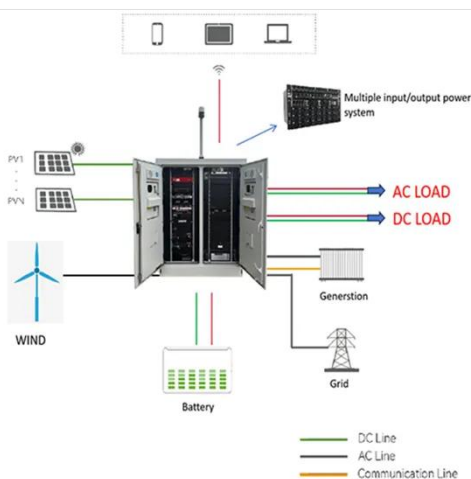 Multiple input/output power
system
PV1
PVN
AC LOAD
DC LOAD
Generstion
WIND
Grid
Battery
DC Line
AC Line
Communication Line